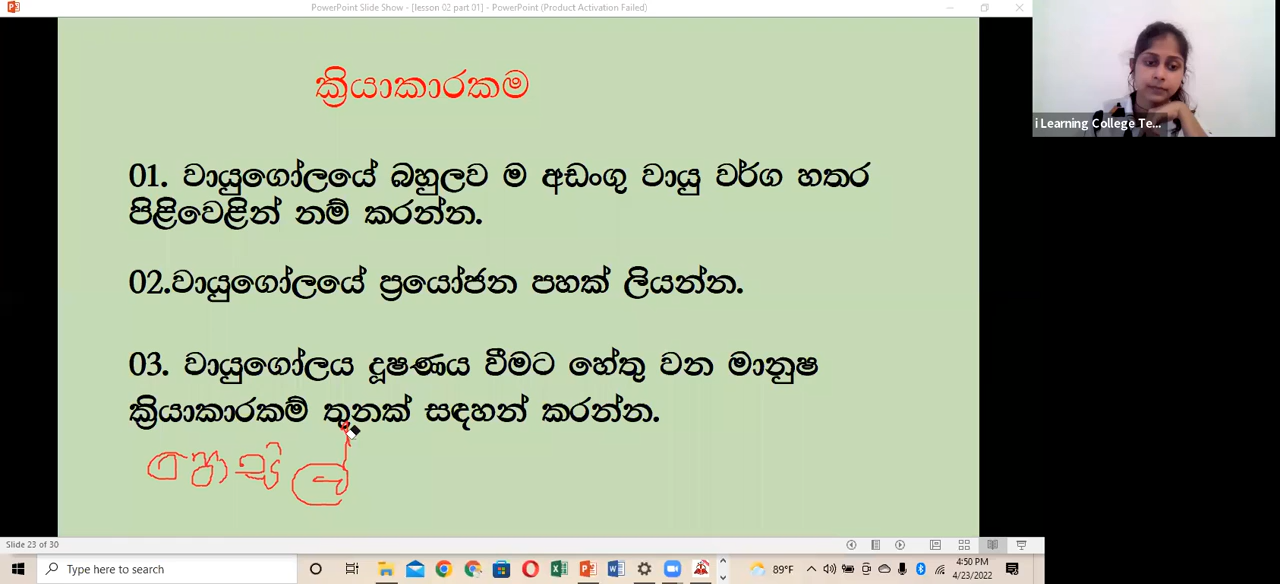 PowerPoint Slide Show - [lesson 02 part 01] - PowerPoint (Product Activation Failed)
ක්‍රියාකාරකම
i Learning College Te...
01. වායුගෝලයේ බහුලව ම අඩංගු වායු වර්ග හතර
පිළිවෙළින් නම් කරන්න.
02.වායුගෝලයේ ප්‍රයෝජන පහක් ලියන්න.
03. වායුගෝලය දූෂණය වීමට හේතු වන මානුෂ
ක්‍රියාකාරකම් තුනක් සඳහන් කරන්න.
Slide 23 of 30
Type here to search
89°F
4:50 PM
4/23/2022